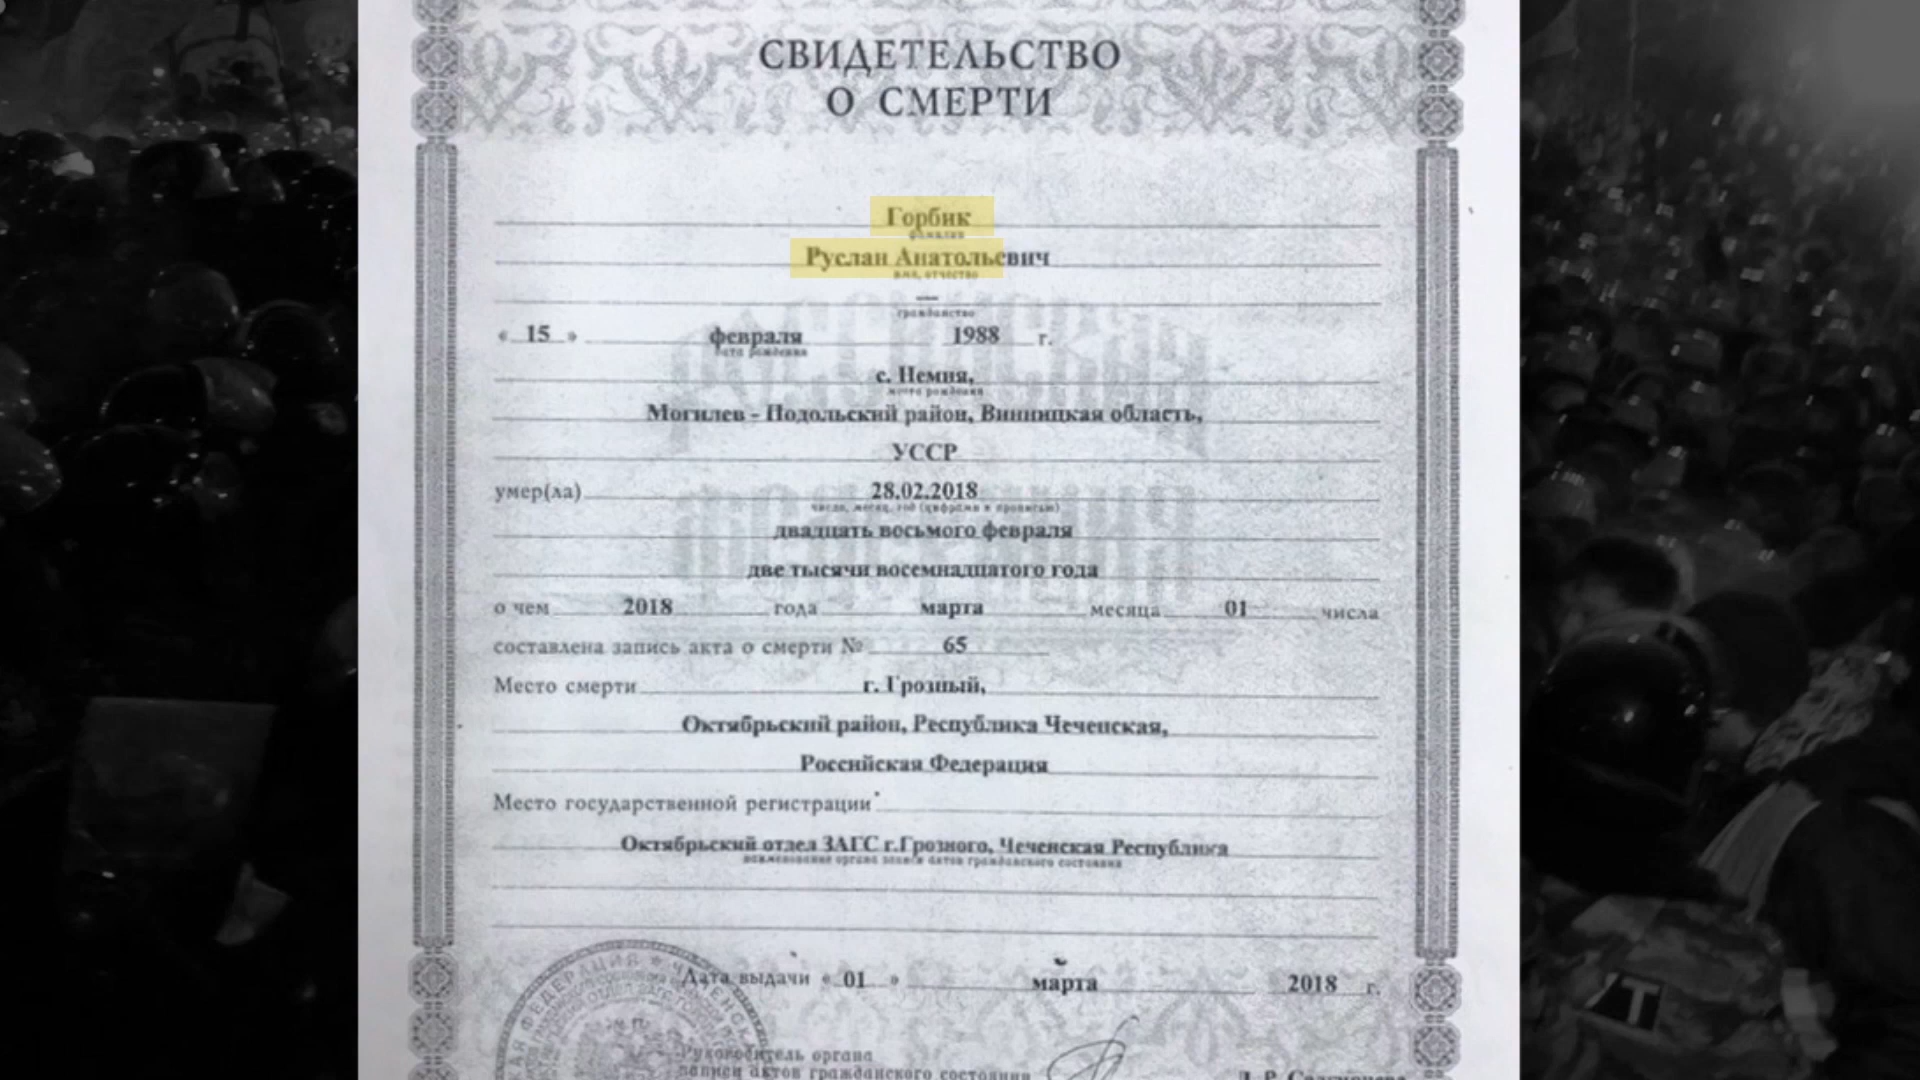 СВИДЕТЕЛЬСТВО
О СМЕРТИ
Горбик
фамилия
Руслан Анатольевич
имя, отчество
—
гражданство
« 15 » февраля 1988 г.
дата рождения
с. Немия,
место рождения
Могилев - Подольский район, Винницкая область,
УССР
умер(ла) 28.02.2018
число, месяц, год (цифрами и прописью)
двадцать восьмого февраля
две тысячи восемнадцатого года
о чем 2018 года марта месяца 01 числа
составлена запись акта о смерти № 65
Место смерти г. Грозный,
Октябрьский район, Республика Чеченская,
Российская Федерация
Место государственной регистрации
Октябрьский отдел ЗАГС г.Грозного, Чеченская Республика
наименование органа записи актов гражданского состояния
Дата выдачи « 01 » марта 2018 г.
Руководитель органа
записи актов гражданского состояния